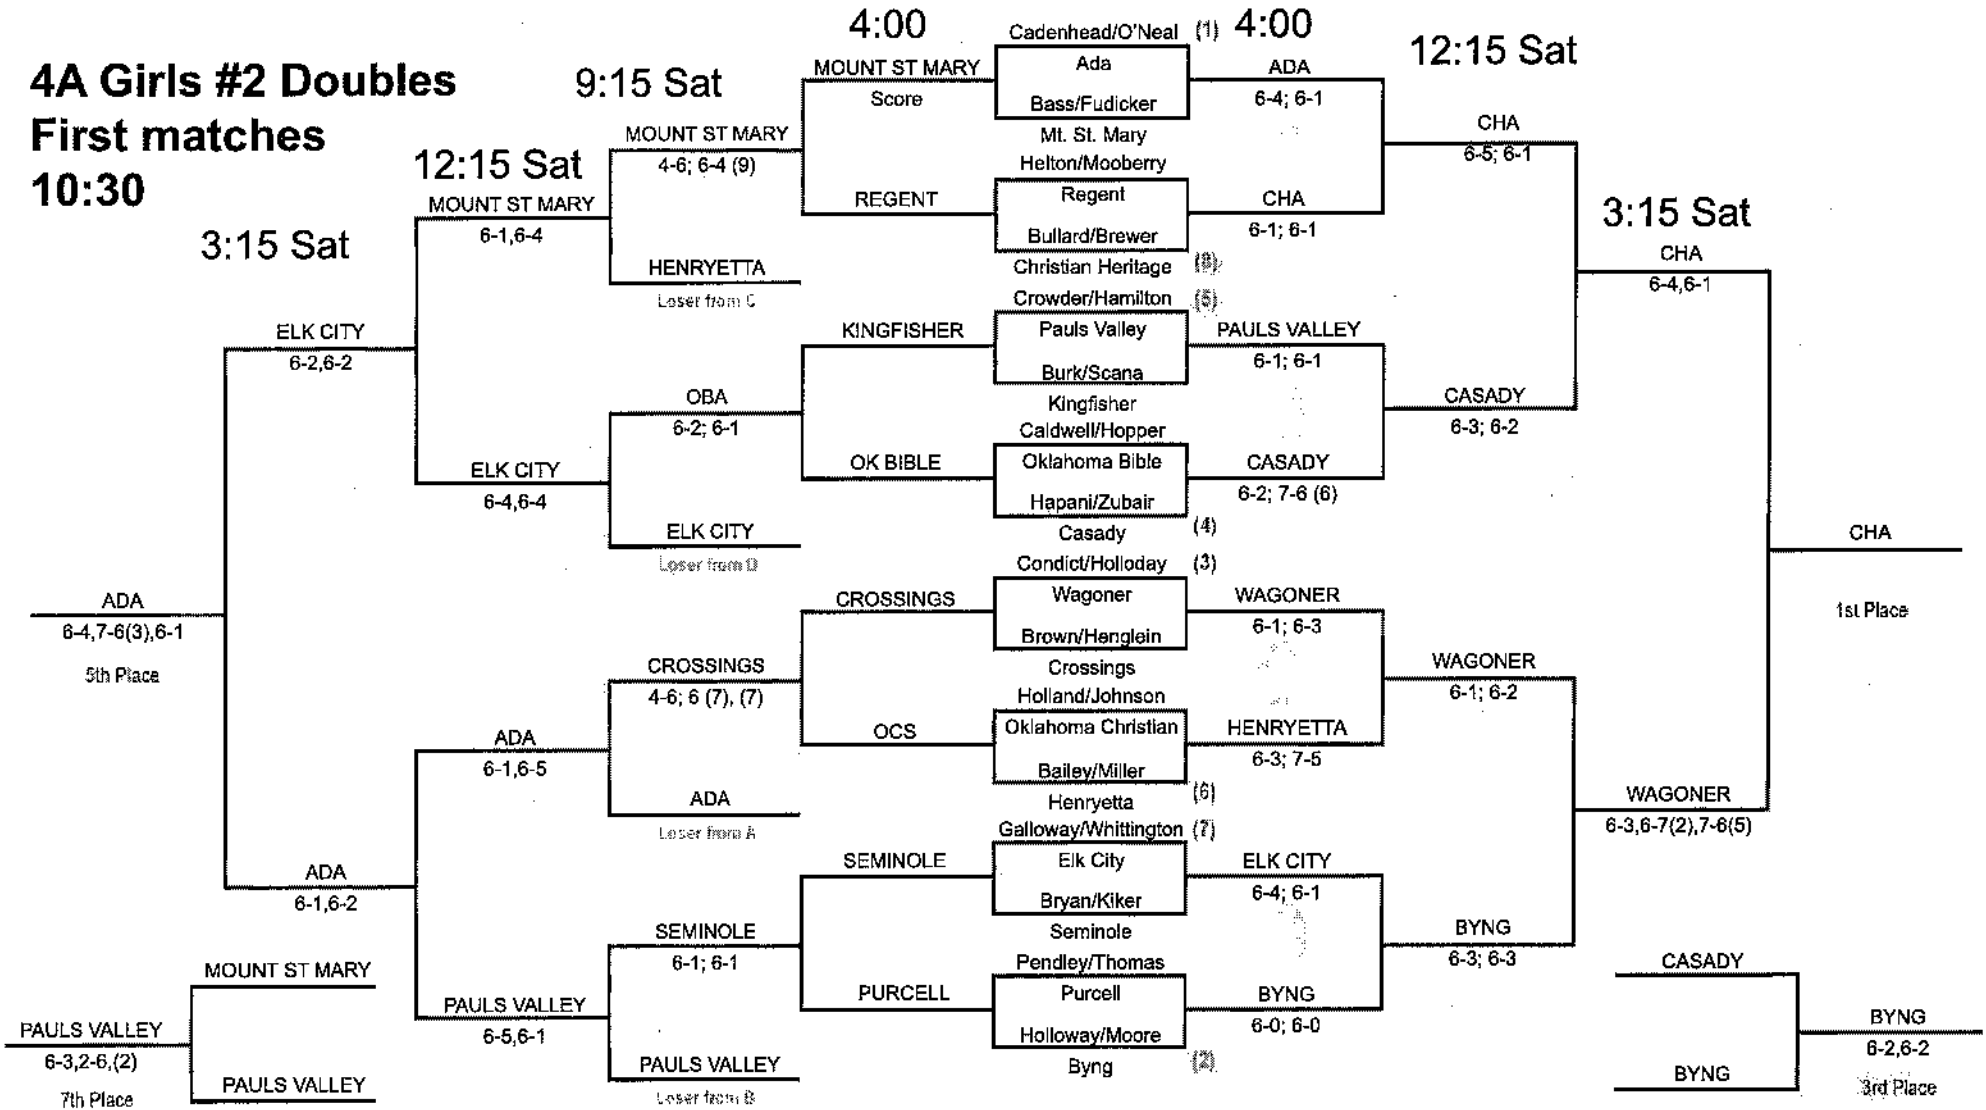 4A Girls #2 Doubles
First matches
10:30
3:15 Sat
12:15 Sat
9:15 Sat
4:00
4:00
12:15 Sat
3:15 Sat
ADA
6-4,7-6(3),6-1
5th Place
ELK CITY
6-2,6-2
ADA
6-1,6-2
MOUNT ST MARY
PAULS VALLEY
6-3,2-6,(2)
PAULS VALLEY
7th Place
MOUNT ST MARY
6-1,6-4
ELK CITY
6-4,6-4
ADA
6-1,6-5
PAULS VALLEY
6-5,6-1
MOUNT ST MARY
4-6; 6-4 (9)
HENRYETTA
Loser from C
OBA
6-2; 6-1
ELK CITY
Loser from D
CROSSINGS
4-6; 6 (7), (7)
ADA
Loser from A
SEMINOLE
6-1; 6-1
PAULS VALLEY
Loser from B
MOUNT ST MARY
Score
REGENT
KINGFISHER
OK BIBLE
CROSSINGS
OCS
SEMINOLE
PURCELL
Cadenhead/O'Neal (1)
Ada
Bass/Fudicker
Mt. St. Mary
Helton/Mooberry
Regent
Bullard/Brewer
Christian Heritage (8)
Crowder/Hamilton (5)
Pauls Valley
Burk/Scana
Kingfisher
Caldwell/Hopper
Oklahoma Bible
Hapani/Zubair
Casady (4)
Condict/Holloday (3)
Wagoner
Brown/Henglein
Crossings
Holland/Johnson
Oklahoma Christian
Bailey/Miller
Henryetta (6)
Galloway/Whittington (7)
Elk City
Bryan/Kiker
Seminole
Pendley/Thomas
Purcell
Holloway/Moore
Byng (2)
ADA
6-4; 6-1
CHA
6-1; 6-1
PAULS VALLEY
6-1; 6-1
CASADY
6-2; 7-6 (6)
WAGONER
6-1; 6-3
HENRYETTA
6-3; 7-5
ELK CITY
6-4; 6-1
BYNG
6-0; 6-0
CHA
6-5; 6-1
CASADY
6-3; 6-2
WAGONER
6-1; 6-2
BYNG
6-3; 6-3
CHA
6-4,6-1
WAGONER
6-3,6-7(2),7-6(5)
CHA
1st Place
CASADY
BYNG
BYNG
6-2,6-2
3rd Place